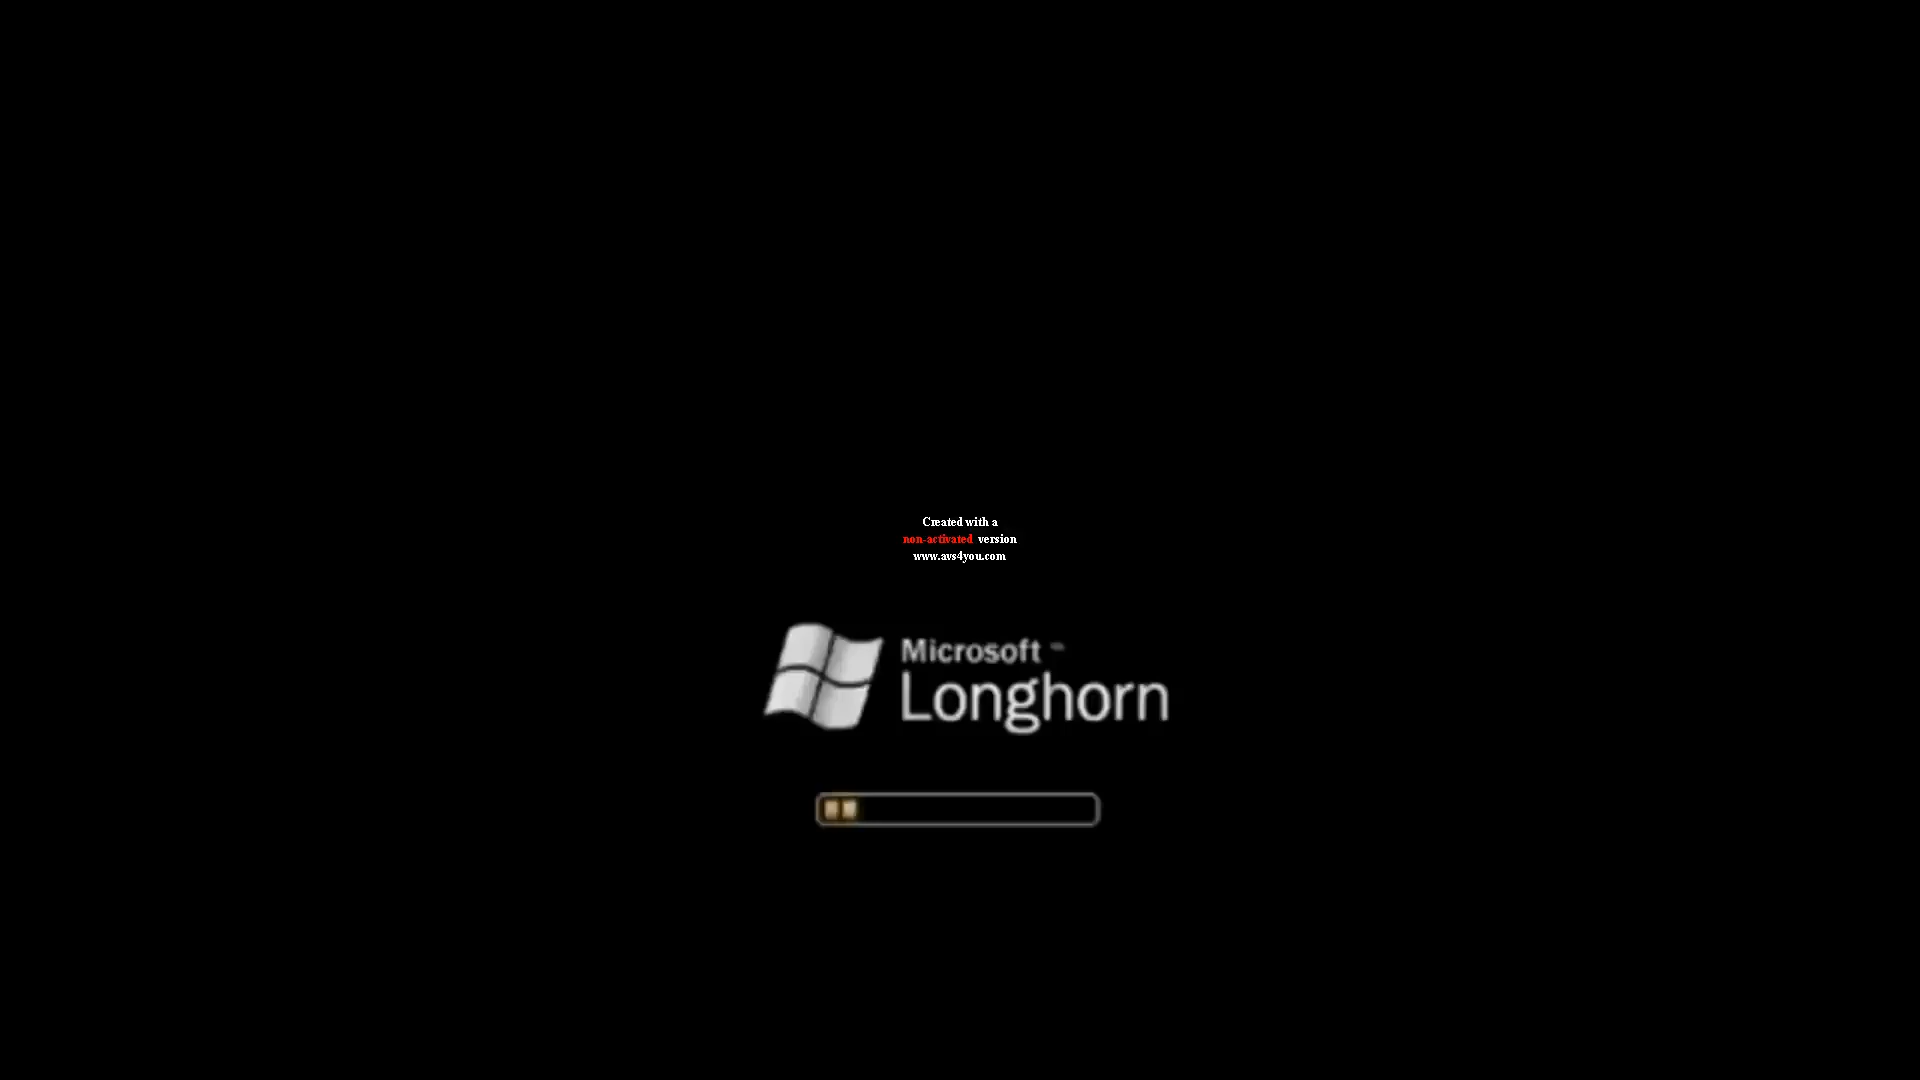 Created with a
non-activated version
www.avs4you.com
Microsoft
Longhorn